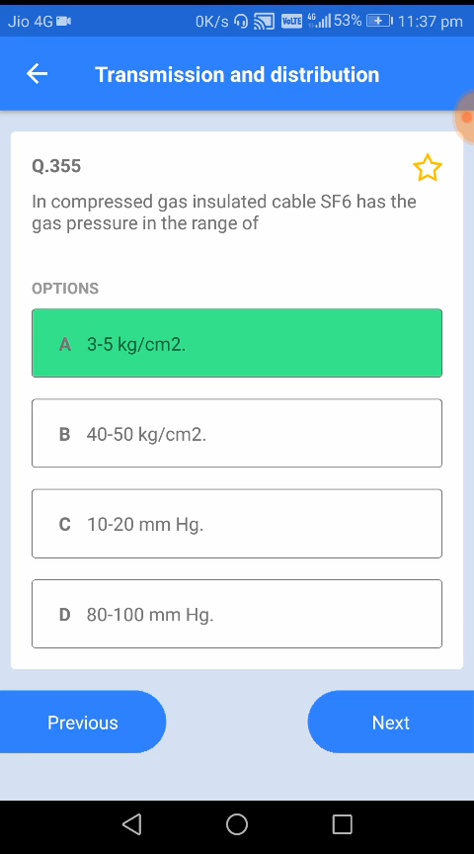 Jio 4G 0K/s VoLTE 4G 53% 11:37 pm
Transmission and distribution
Q.355
In compressed gas insulated cable SF6 has the
gas pressure in the range of
OPTIONS
A 3-5 kg/cm2.
B 40-50 kg/cm2.
C 10-20 mm Hg.
D 80-100 mm Hg.
Previous Next